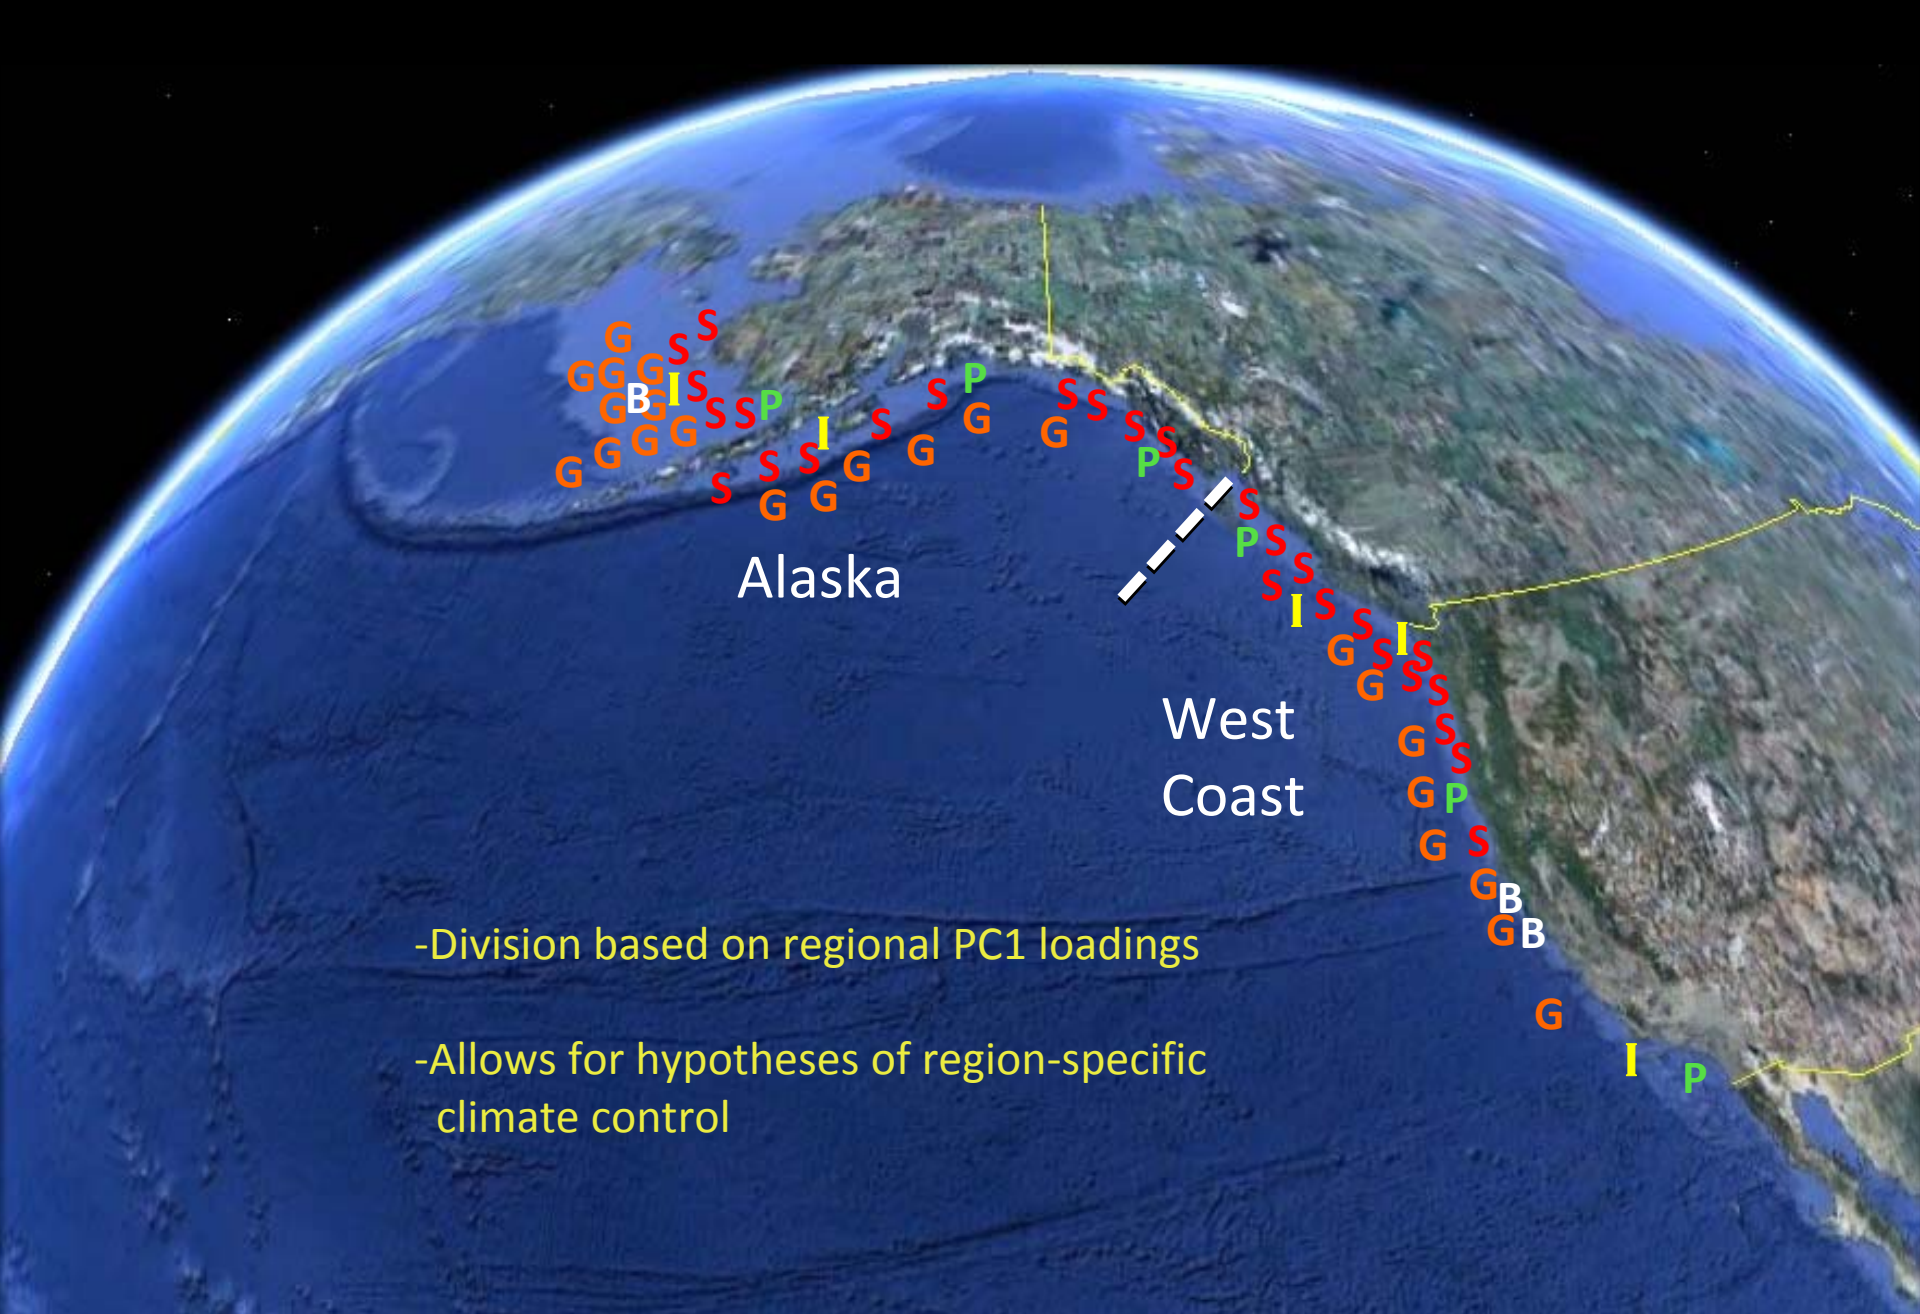 S
G S
G G G S P
B I
G G S S P S S S
G G I S G G S S
G G S S G G P S
S G G S
P S
S
Alaska S
I S S
G S I S
G S S
West S
G S
Coast G P
G S
G B
G B
-Division based on regional PC1 loadings
G
-Allows for hypotheses of region-specific
I P
climate control